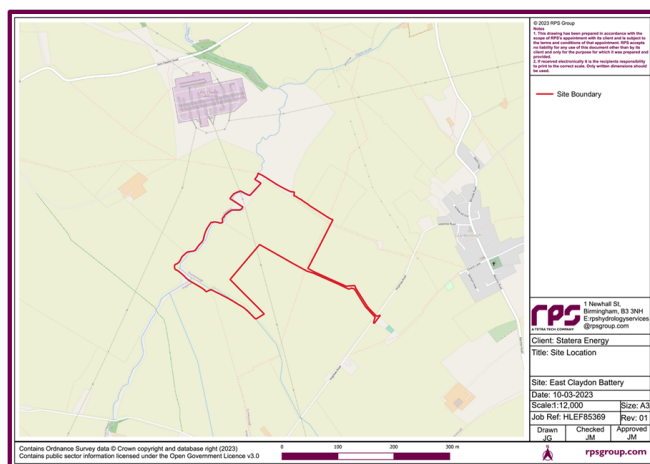 © 2023 RPS Group
Notes
1. This drawing has been prepared in accordance with the
scope of RPS's appointment with its client and is subject to
the terms and conditions of that appointment. RPS accepts
no liability for any use of this document other than by its
client and only for the purpose for which it was prepared and
provided.
2. If received electronically it is the recipients responsibility
to print to the correct scale. Only written dimensions should
be used.
Site Boundary
rps
A TETRA TECH COMPANY
1 Newhall St,
Birmingham, B3 3NH
E:rpshydrologyservices
@rpsgroup.com
Client: Statera Energy
Title: Site Location
Site: East Claydon Battery
Date: 10-03-2023
Scale:1:12,000 Size: A3
Job Ref: HLEF85369 Rev: 01
Drawn Checked Approved
JG JM JM
rpsgroup.com
Contains Ordnance Survey data © Crown copyright and database right (2023)
Contains public sector information licensed under the Open Government Licence v3.0
0 100 200 300 m